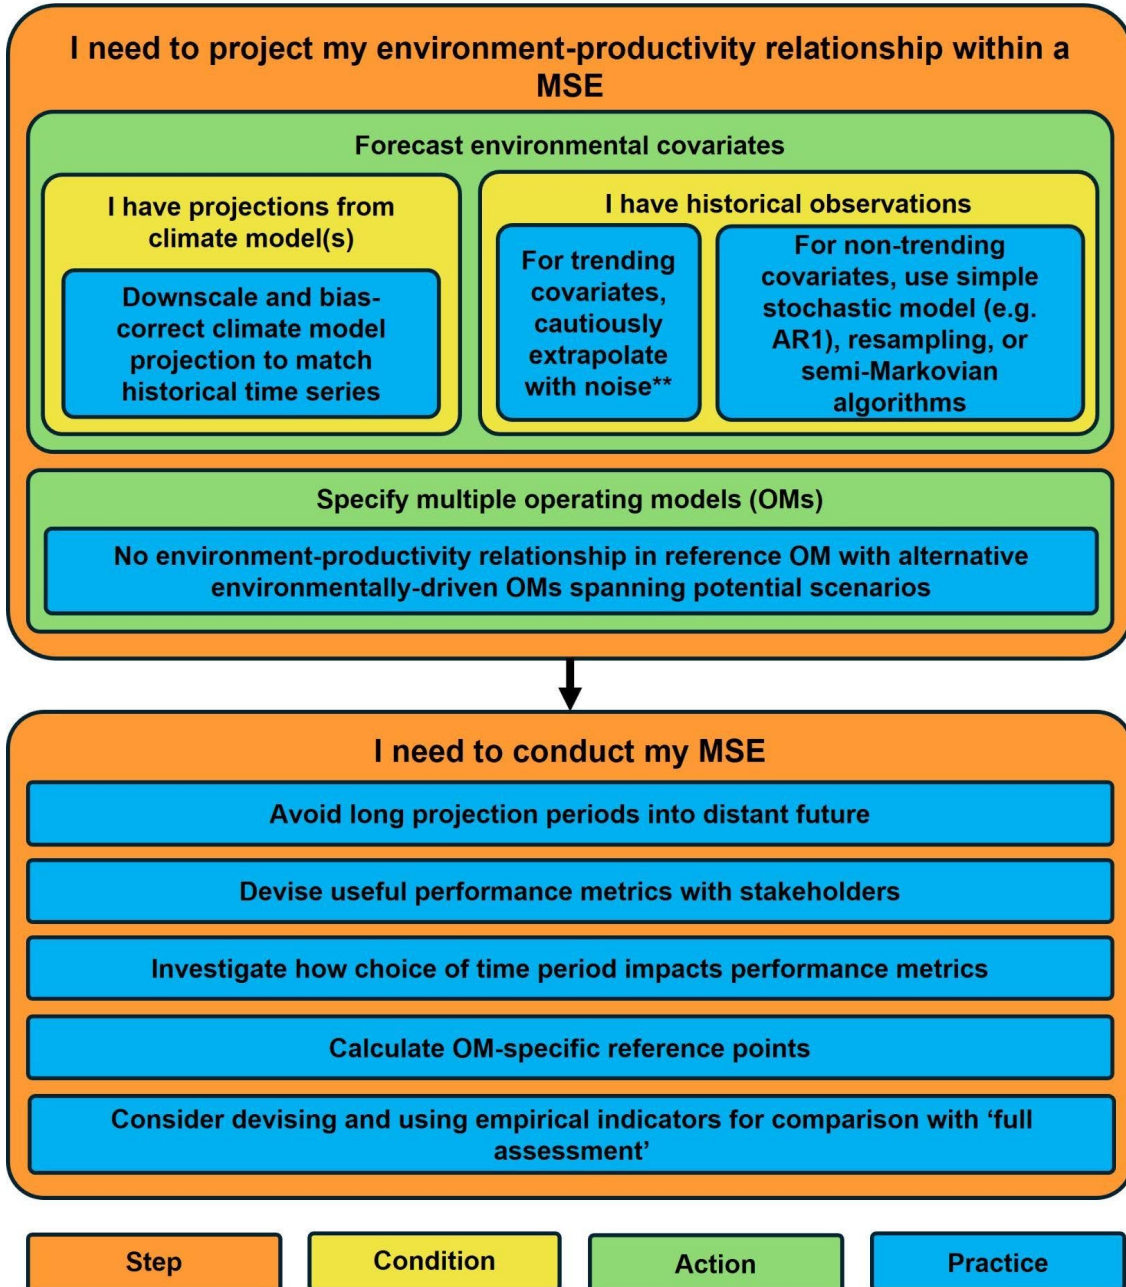 I need to project my environment-productivity relationship within a
MSE
Forecast environmental covariates
I have projections from
climate model(s)
Downscale and bias-
correct climate model
projection to match
historical time series
I have historical observations
For trending
covariates,
cautiously
extrapolate
with noise**
For non-trending
covariates, use simple
stochastic model (e.g.
AR1), resampling, or
semi-Markovian
algorithms
Specify multiple operating models (OMs)
No environment-productivity relationship in reference OM with alternative
environmentally-driven OMs spanning potential scenarios
I need to conduct my MSE
Avoid long projection periods into distant future
Devise useful performance metrics with stakeholders
Investigate how choice of time period impacts performance metrics
Calculate OM-specific reference points
Consider devising and using empirical indicators for comparison with ‘full
assessment’
Step
Condition
Action
Practice